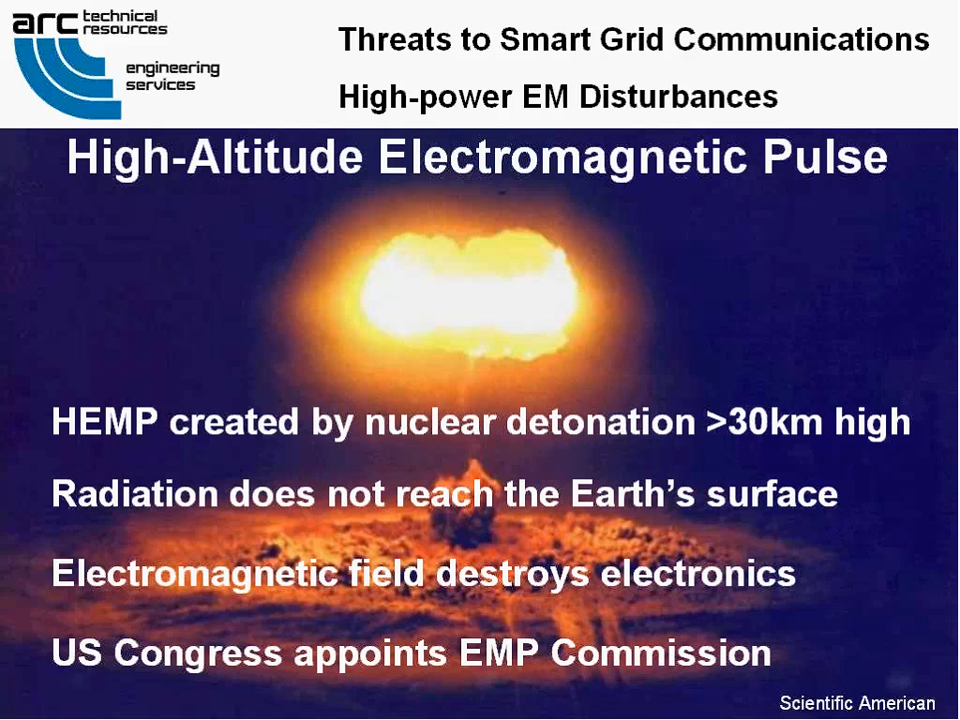 arc technical resources
engineering services
Threats to Smart Grid Communications
High-power EM Disturbances
High-Altitude Electromagnetic Pulse
HEMP created by nuclear detonation >30km high
Radiation does not reach the Earth's surface
Electromagnetic field destroys electronics
US Congress appoints EMP Commission
Scientific American